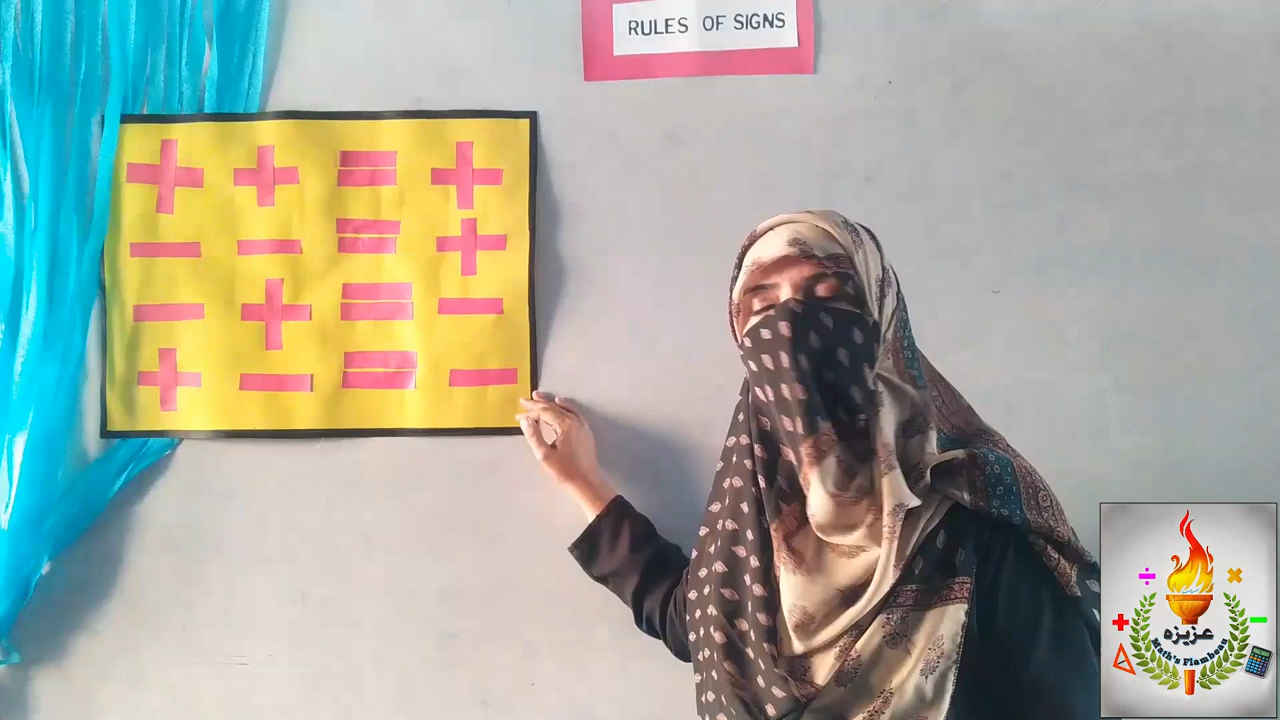 RULES OF SIGNS
+ + = +
− − = +
− + = −
+ − = −
عزیزہ
Math's Flambeau